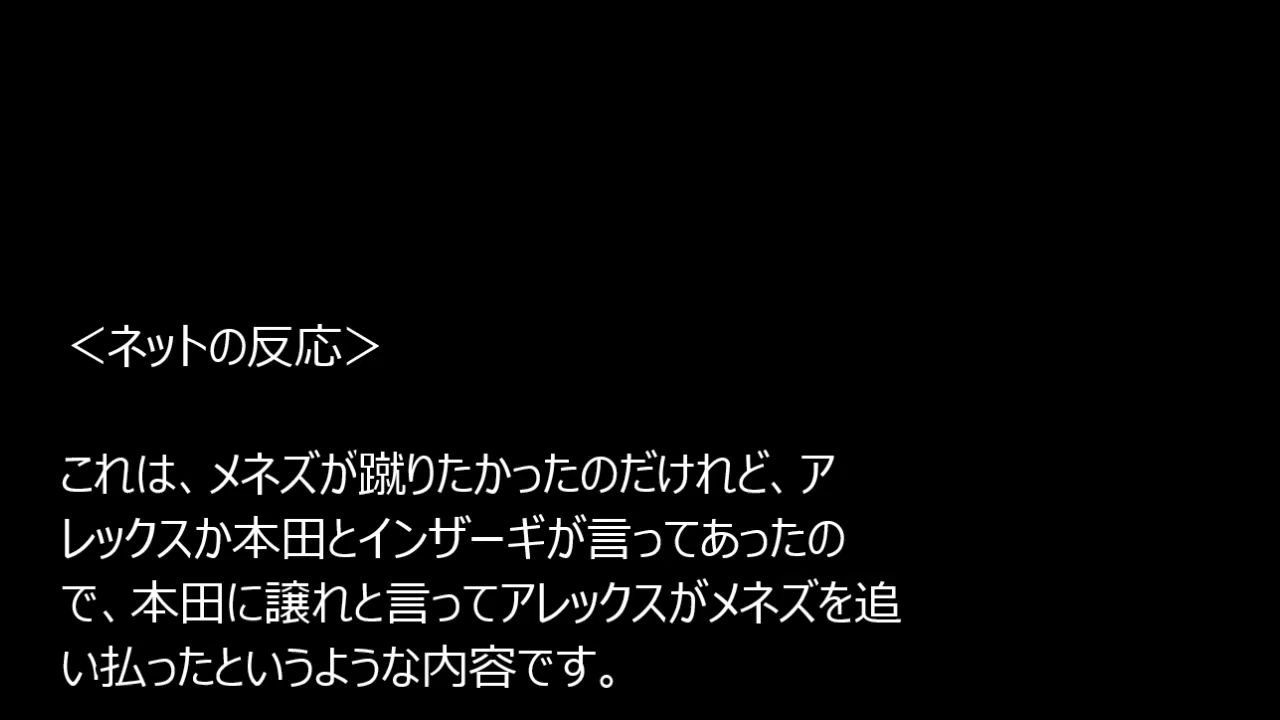 ＜ネットの反応＞
これは、メネズが蹴りたかったのだけれど、ア
レックスか本田とインザーギが言ってあったの
で、本田に譲れと言ってアレックスがメネズを追
い払ったというような内容です。